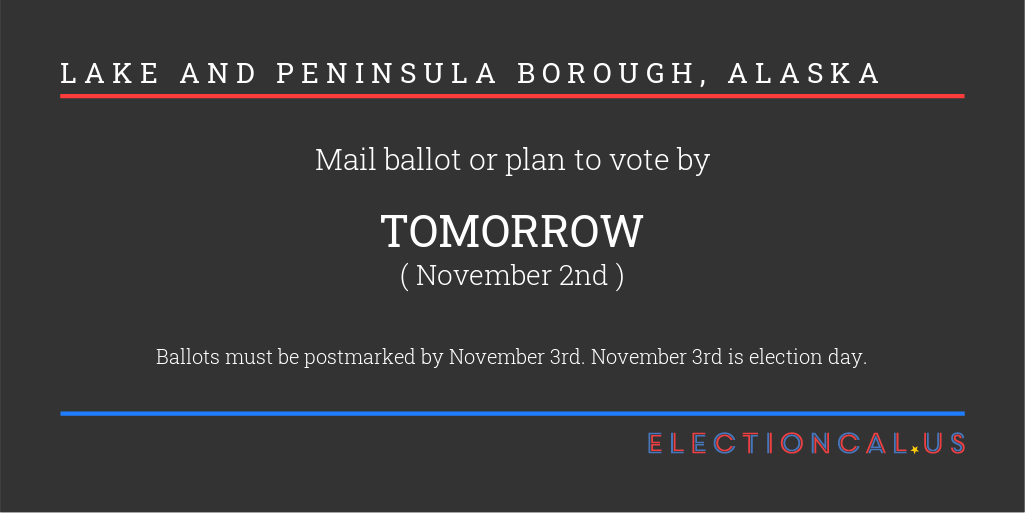 LAKE AND PENINSULA BOROUGH, ALASKA
Mail ballot or plan to vote by
TOMORROW
( November 2nd )
Ballots must be postmarked by November 3rd. November 3rd is election day.
ELECTIONCAL.US